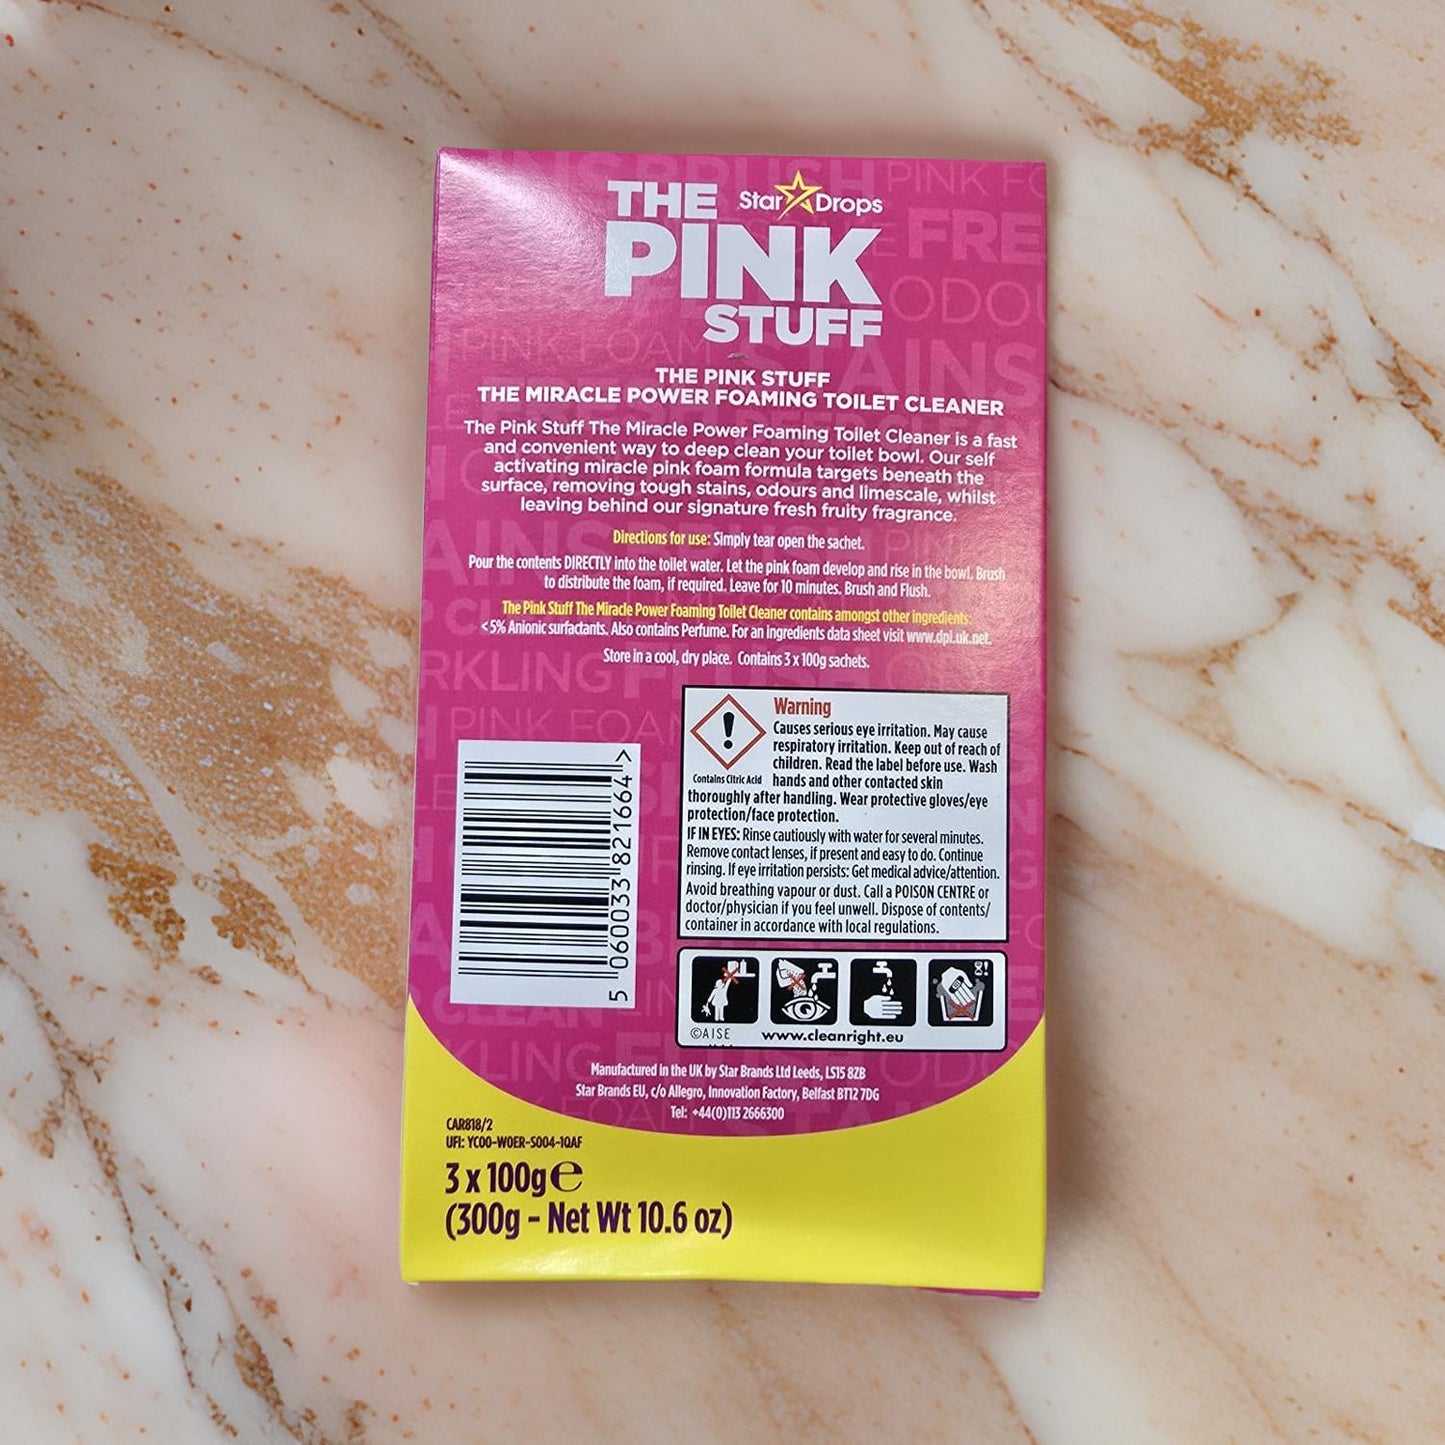 THE
Star Drops
PINK
STUFF
THE PINK STUFF
THE MIRACLE POWER FOAMING TOILET CLEANER
The Pink Stuff The Miracle Power Foaming Toilet Cleaner is a fast
and convenient way to deep clean your toilet bowl. Our self
activating miracle pink foam formula targets beneath the
surface, removing tough stains, odours and limescale, whilst
leaving behind our signature fresh fruity fragrance.
Directions for use: Simply tear open the sachet.
Pour the contents DIRECTLY into the toilet water. Let the pink foam develop and rise in the bowl. Brush
to distribute the foam, if required. Leave for 10 minutes. Brush and Flush.
The Pink Stuff The Miracle Power Foaming Toilet Cleaner contains amongst other ingredients:
<5% Anionic surfactants. Also contains Perfume. For an ingredients data sheet visit www.dpl.uk.net.
Store in a cool, dry place. Contains 3 x 100g sachets.
Warning
Causes serious eye irritation. May cause
respiratory irritation. Keep out of reach of
children. Read the label before use. Wash
Contains Citric Acid hands and other contacted skin
thoroughly after handling. Wear protective gloves/eye
protection/face protection.
IF IN EYES: Rinse cautiously with water for several minutes.
Remove contact lenses, if present and easy to do. Continue
rinsing. If eye irritation persists: Get medical advice/attention.
Avoid breathing vapour or dust. Call a POISON CENTRE or
doctor/physician if you feel unwell. Dispose of contents/
container in accordance with local regulations.
5 060033 821664 >
©AISE www.cleanright.eu
Manufactured in the UK by Star Brands Ltd Leeds, LS15 8ZB
Star Brands EU, c/o Allegro, Innovation Factory, Belfast BT12 7DG
Tel: +44(0)113 2666300
CAR818/2
UFI: YC00-W0ER-S004-1QAF
3 x 100g℮
(300g - Net Wt 10.6 oz)